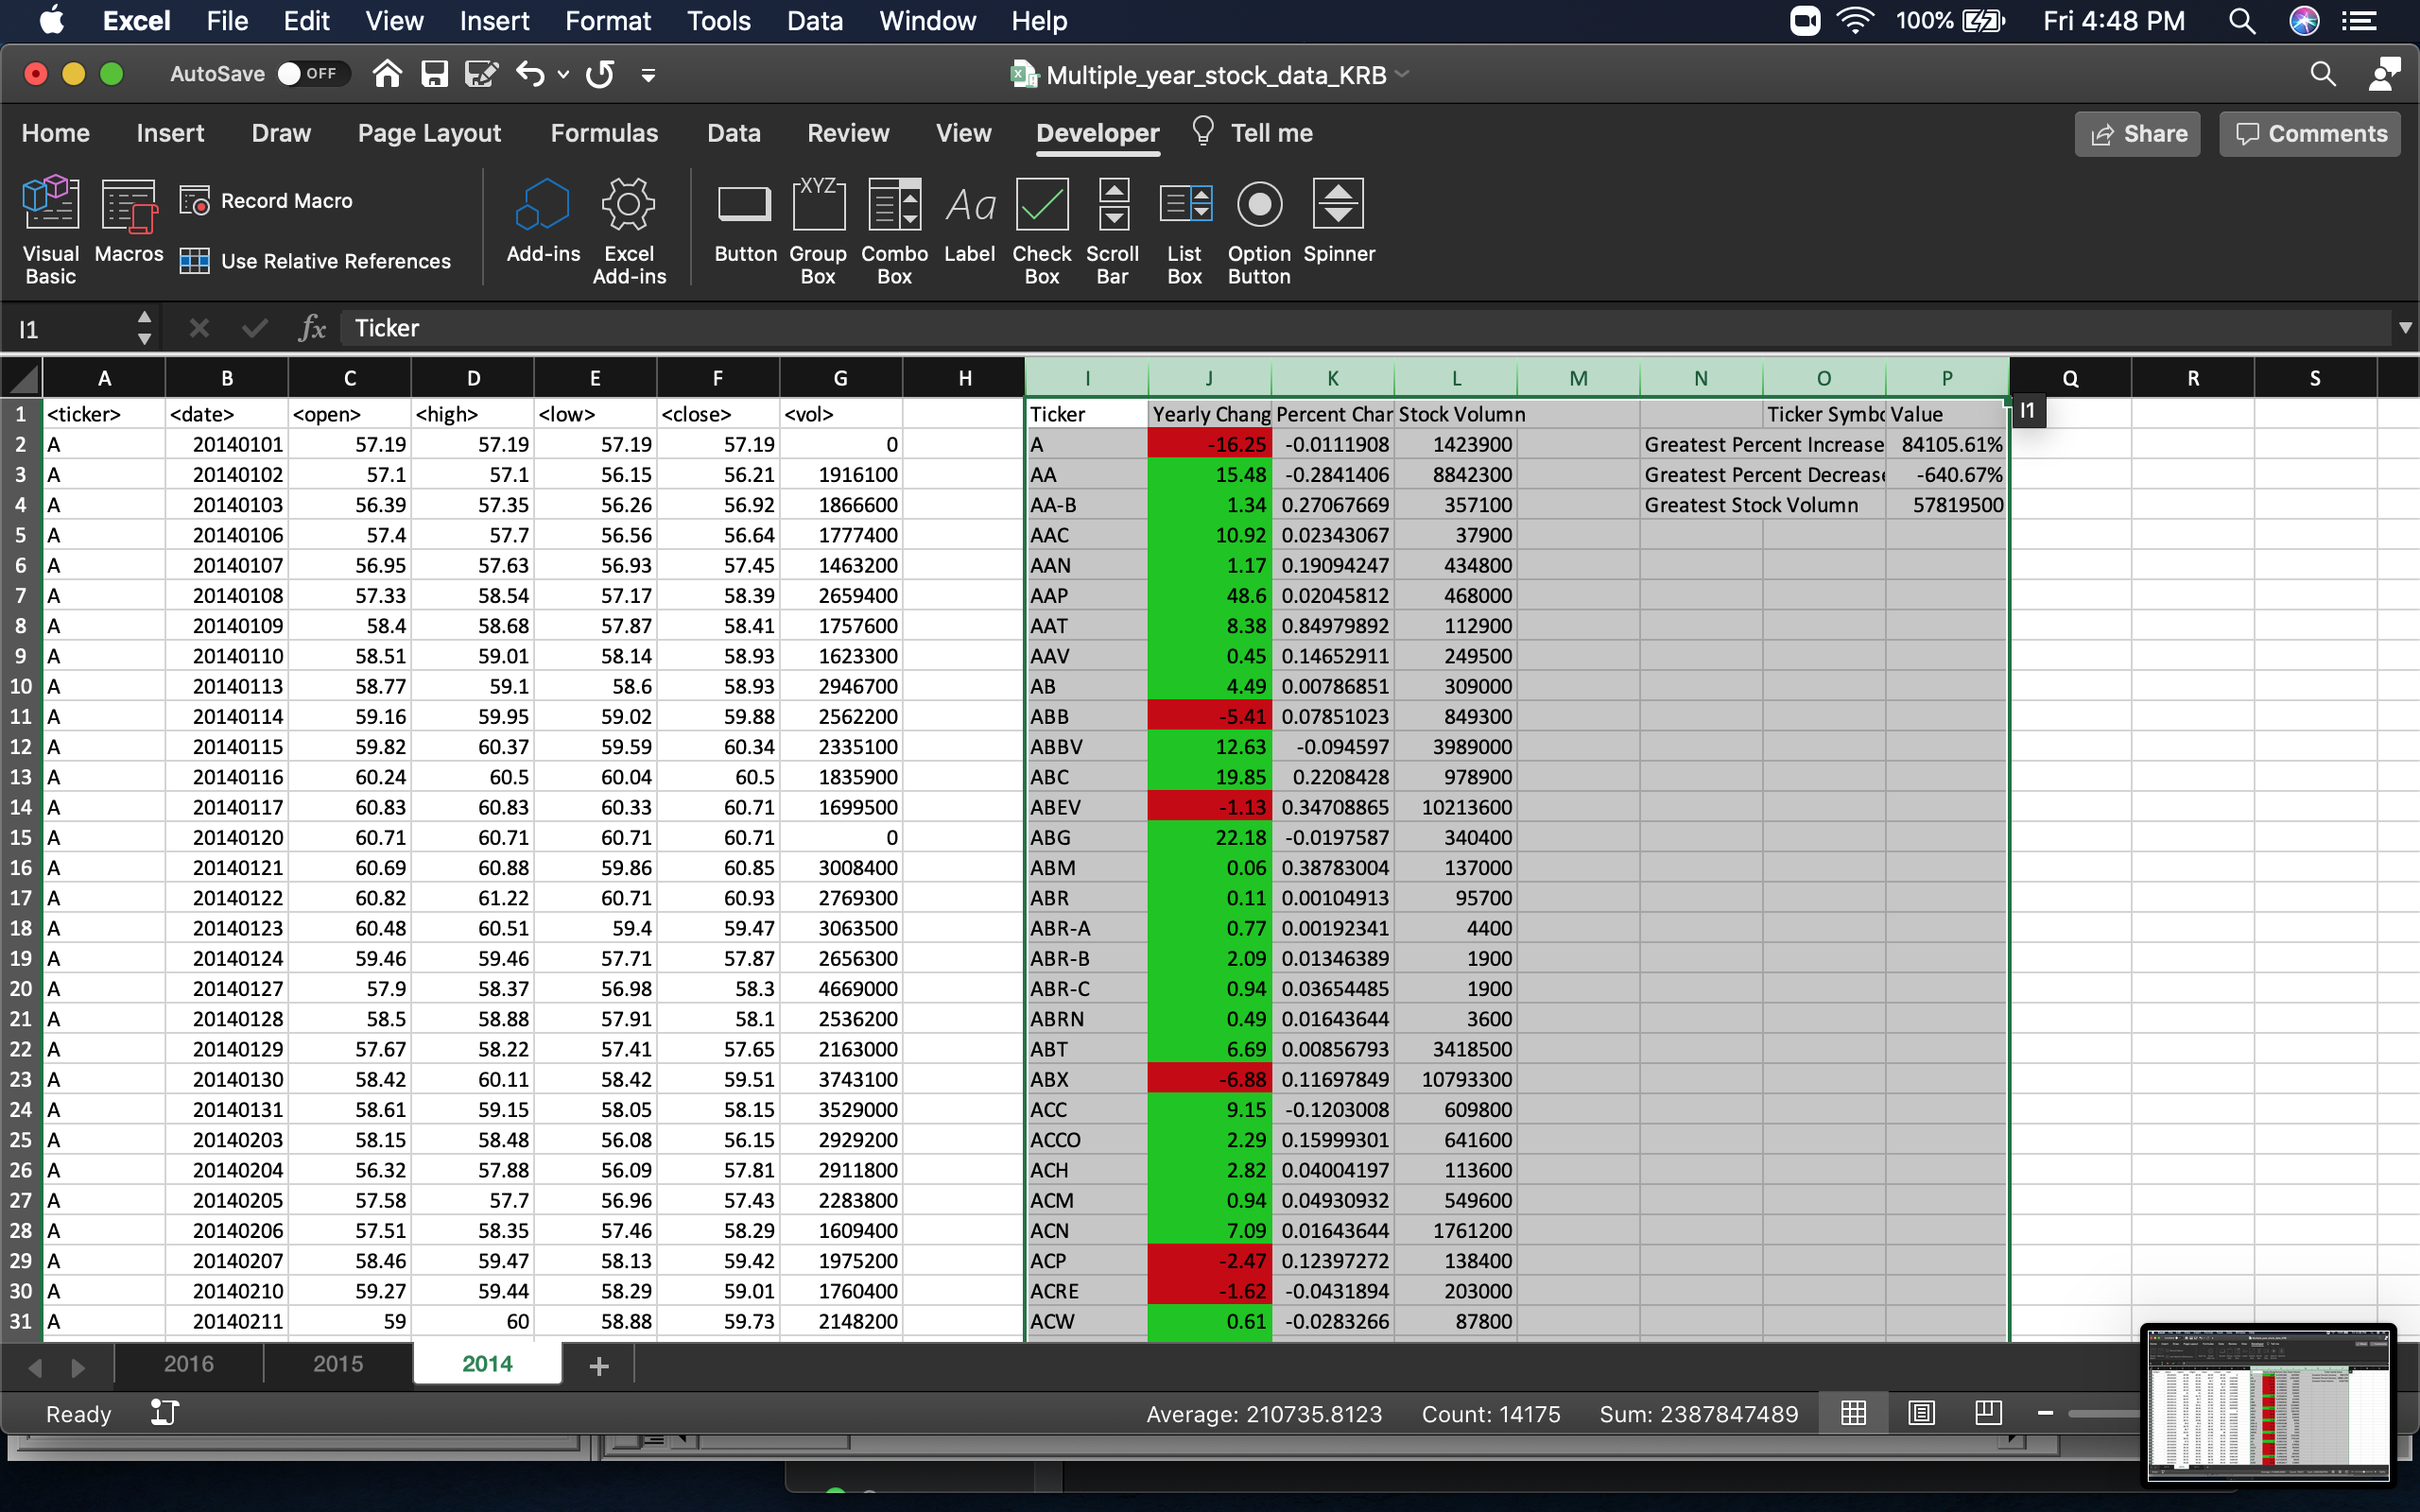 Excel File Edit View Insert Format Tools Data Window Help 100% Fri 4:48 PM
AutoSave OFF Multiple_year_stock_data_KRB
Home Insert Draw Page Layout Formulas Data Review View Developer Tell me Share Comments
Visual Basic Macros Record Macro Use Relative References Add-ins Excel Add-ins Button Group Box Combo Box Label Check Box Scroll Bar List Box Option Button Spinner
I1 fx Ticker
A B C D E F G H I J K L M N O P Q R S
1 <ticker> <date> <open> <high> <low> <close> <vol> Ticker Yearly Chang Percent Char Stock Volumn Ticker Symbo Value I1
2 A 20140101 57.19 57.19 57.19 57.19 0 A -16.25 -0.0111908 1423900 Greatest Percent Increase 84105.61%
3 A 20140102 57.1 57.1 56.15 56.21 1916100 AA 15.48 -0.2841406 8842300 Greatest Percent Decrease -640.67%
4 A 20140103 56.39 57.35 56.26 56.92 1866600 AA-B 1.34 0.27067669 357100 Greatest Stock Volumn 57819500
5 A 20140106 57.4 57.7 56.56 56.64 1777400 AAC 10.92 0.02343067 37900
6 A 20140107 56.95 57.63 56.93 57.45 1463200 AAN 1.17 0.19094247 434800
7 A 20140108 57.33 58.54 57.17 58.39 2659400 AAP 48.6 0.02045812 468000
8 A 20140109 58.4 58.68 57.87 58.41 1757600 AAT 8.38 0.84979892 112900
9 A 20140110 58.51 59.01 58.14 58.93 1623300 AAV 0.45 0.14652911 249500
10 A 20140113 58.77 59.1 58.6 58.93 2946700 AB 4.49 0.00786851 309000
11 A 20140114 59.16 59.95 59.02 59.88 2562200 ABB -5.41 0.07851023 849300
12 A 20140115 59.82 60.37 59.59 60.34 2335100 ABBV 12.63 -0.094597 3989000
13 A 20140116 60.24 60.5 60.04 60.5 1835900 ABC 19.85 0.2208428 978900
14 A 20140117 60.83 60.83 60.33 60.71 1699500 ABEV -1.13 0.34708865 10213600
15 A 20140120 60.71 60.71 60.71 60.71 0 ABG 22.18 -0.0197587 340400
16 A 20140121 60.69 60.88 59.86 60.85 3008400 ABM 0.06 0.38783004 137000
17 A 20140122 60.82 61.22 60.71 60.93 2769300 ABR 0.11 0.00104913 95700
18 A 20140123 60.48 60.51 59.4 59.47 3063500 ABR-A 0.77 0.00192341 4400
19 A 20140124 59.46 59.46 57.71 57.87 2656300 ABR-B 2.09 0.01346389 1900
20 A 20140127 57.9 58.37 56.98 58.3 4669000 ABR-C 0.94 0.03654485 1900
21 A 20140128 58.5 58.88 57.91 58.1 2536200 ABRN 0.49 0.01643644 3600
22 A 20140129 57.67 58.22 57.41 57.65 2163000 ABT 6.69 0.00856793 3418500
23 A 20140130 58.42 60.11 58.42 59.51 3743100 ABX -6.88 0.11697849 10793300
24 A 20140131 58.61 59.15 58.05 58.15 3529000 ACC 9.15 -0.1203008 609800
25 A 20140203 58.15 58.48 56.08 56.15 2929200 ACCO 2.29 0.15999301 641600
26 A 20140204 56.32 57.88 56.09 57.81 2911800 ACH 2.82 0.04004197 113600
27 A 20140205 57.58 57.7 56.96 57.43 2283800 ACM 0.94 0.04930932 549600
28 A 20140206 57.51 58.35 57.46 58.29 1609400 ACN 7.09 0.01643644 1761200
29 A 20140207 58.46 59.47 58.13 59.42 1975200 ACP -2.47 0.12397272 138400
30 A 20140210 59.27 59.44 58.29 59.01 1760400 ACRE -1.62 -0.0431894 203000
31 A 20140211 59 60 58.88 59.73 2148200 ACW 0.61 -0.0283266 87800
2016 2015 2014
Ready Average: 210735.8123 Count: 14175 Sum: 2387847489